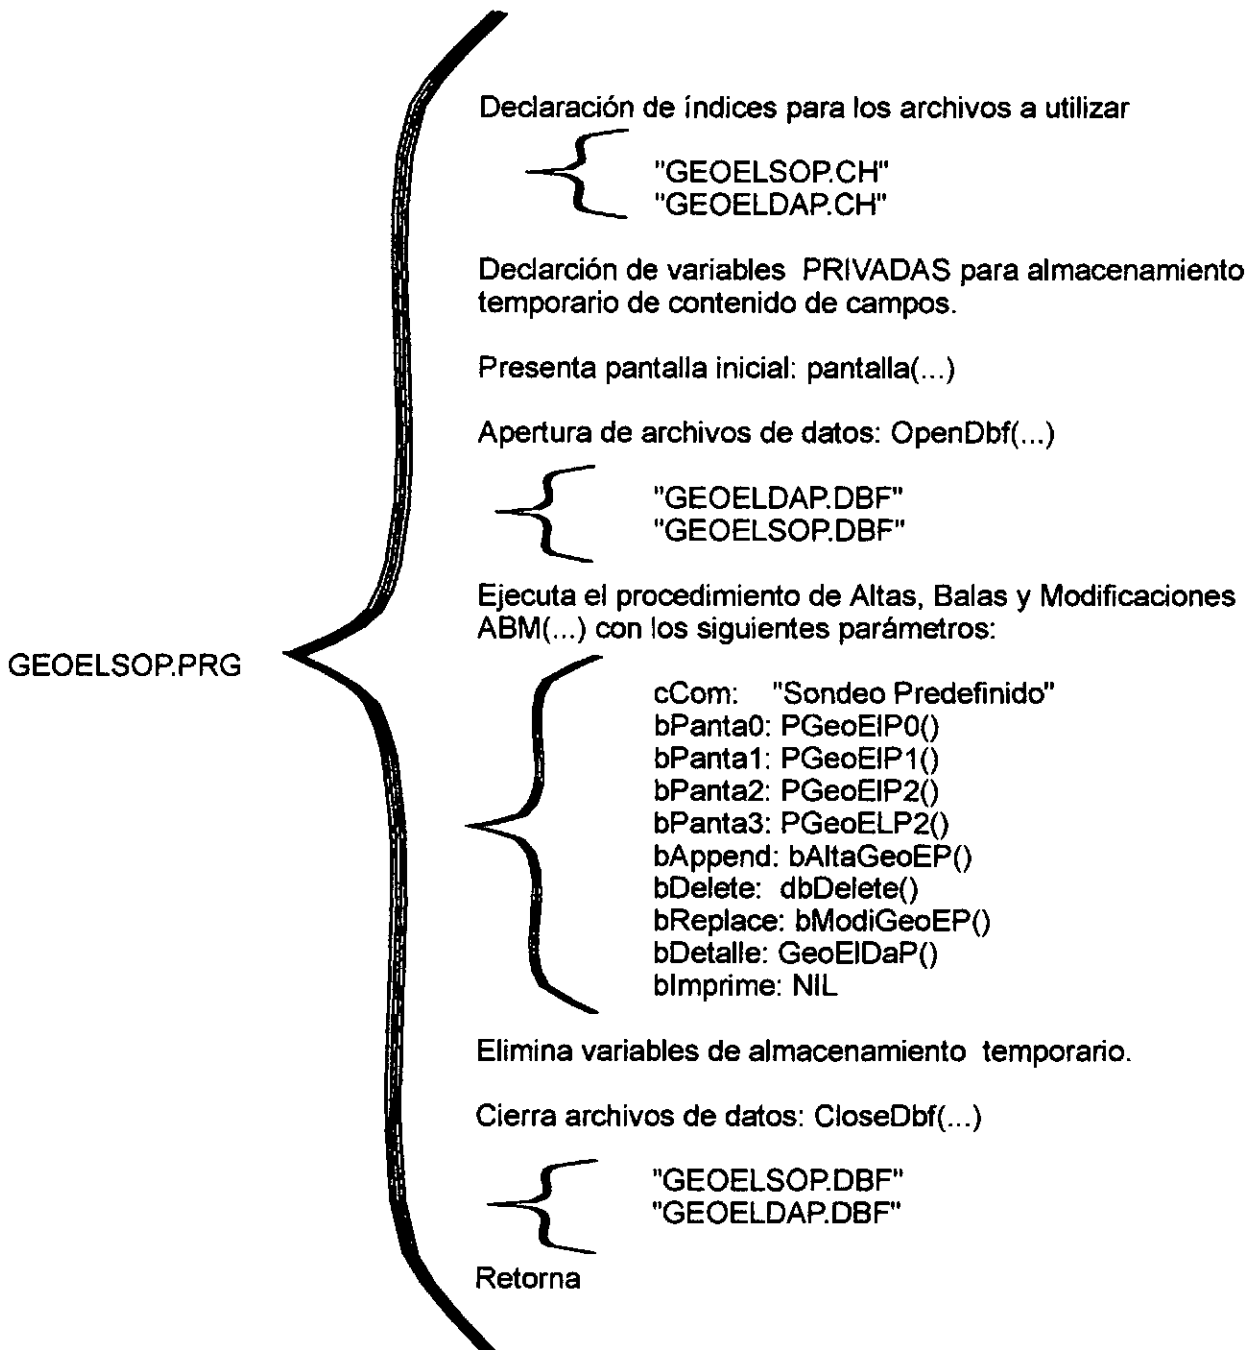 Declaración de índices para los archivos a utilizar
"GEOELSOP.CH"
"GEOELDAP.CH"
Declarción de variables PRIVADAS para almacenamiento
temporario de contenido de campos.
Presenta pantalla inicial: pantalla(...)
Apertura de archivos de datos: OpenDbf(...)
"GEOELDAP.DBF"
"GEOELSOP.DBF"
Ejecuta el procedimiento de Altas, Balas y Modificaciones
ABM(...) con los siguientes parámetros:
GEOELSOP.PRG
cCom: "Sondeo Predefinido"
bPanta0: PGeoElP0()
bPanta1: PGeoElP1()
bPanta2: PGeoElP2()
bPanta3: PGeoELP2()
bAppend: bAltaGeoEP()
bDelete: dbDelete()
bReplace: bModiGeoEP()
bDetalle: GeoElDaP()
bImprime: NIL
Elimina variables de almacenamiento temporario.
Cierra archivos de datos: CloseDbf(...)
"GEOELSOP.DBF"
"GEOELDAP.DBF"
Retorna